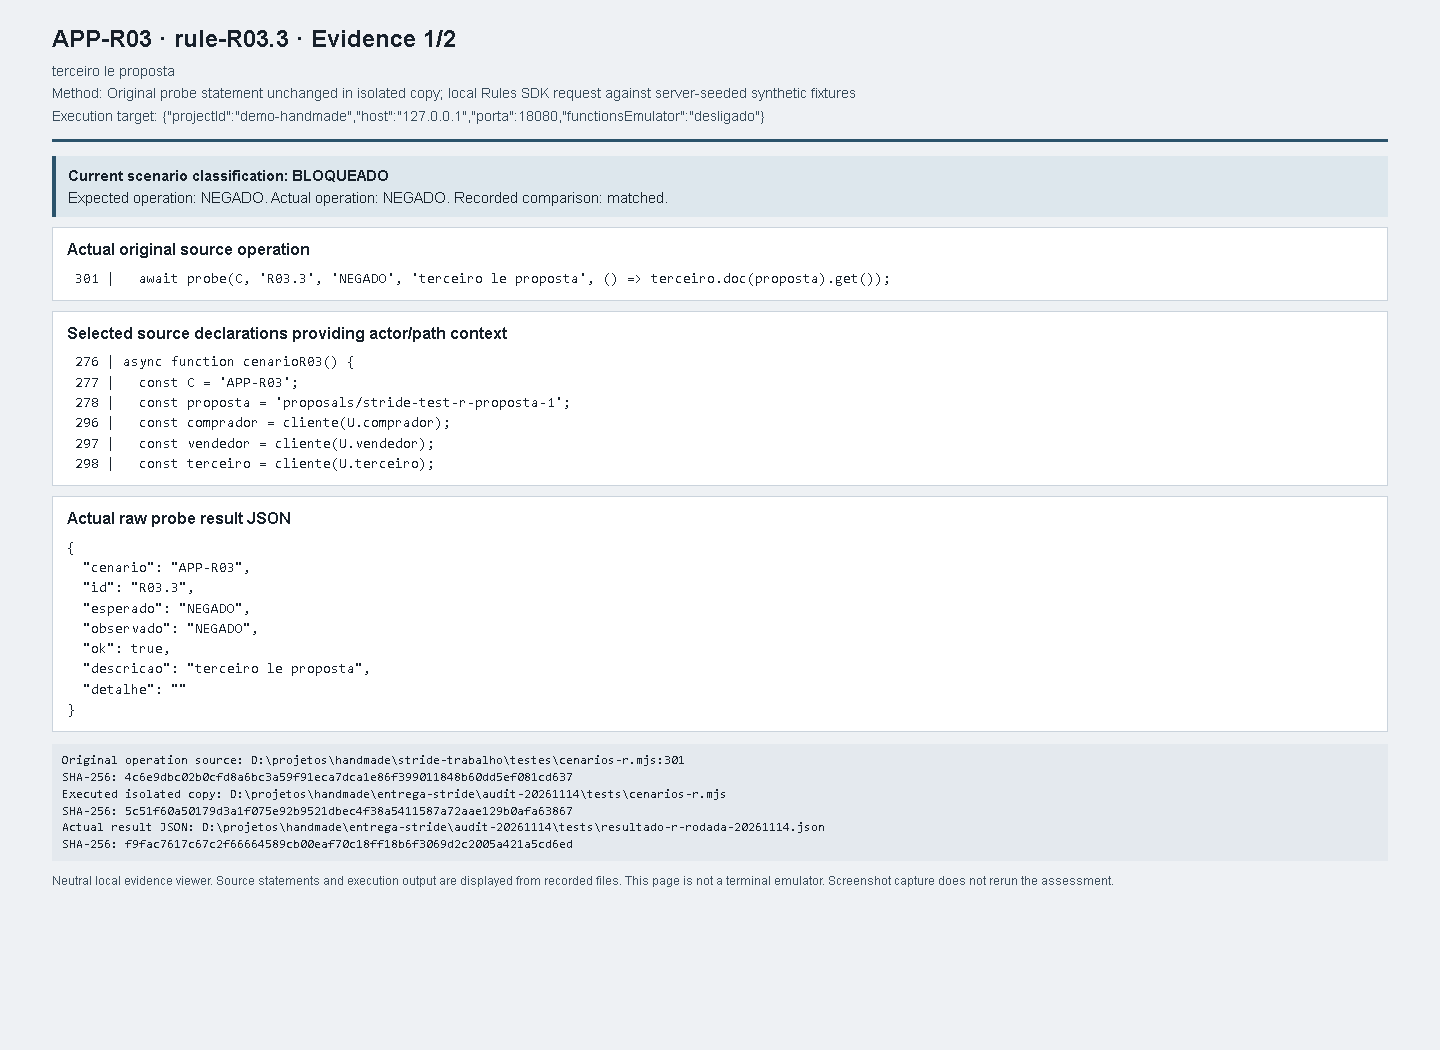 APP-R03 · rule-R03.3 · Evidence 1/2
terceiro le proposta
Method: Original probe statement unchanged in isolated copy; local Rules SDK request against server-seeded synthetic fixtures
Execution target: {"projectId":"demo-handmade","host":"127.0.0.1","porta":18080,"functionsEmulator":"desligado"}
Current scenario classification: BLOQUEADO
Expected operation: NEGADO. Actual operation: NEGADO. Recorded comparison: matched.
Actual original source operation
301 |   await probe(C, 'R03.3', 'NEGADO', 'terceiro le proposta', () => terceiro.doc(proposta).get());
Selected source declarations providing actor/path context
276 | async function cenarioR03() {
277 |   const C = 'APP-R03';
278 |   const proposta = 'proposals/stride-test-r-proposta-1';
296 |   const comprador = cliente(U.comprador);
297 |   const vendedor = cliente(U.vendedor);
298 |   const terceiro = cliente(U.terceiro);
Actual raw probe result JSON
{
  "cenario": "APP-R03",
  "id": "R03.3",
  "esperado": "NEGADO",
  "observado": "NEGADO",
  "ok": true,
  "descricao": "terceiro le proposta",
  "detalhe": ""
}
Original operation source: D:\projetos\handmade\stride-trabalho\testes\cenarios-r.mjs:301
SHA-256: 4c6e9dbc02b0cfd8a6bc3a59f91eca7dca1e86f399011848b60dd5ef081cd637
Executed isolated copy: D:\projetos\handmade\entrega-stride\audit-20261114\tests\cenarios-r.mjs
SHA-256: 5c51f60a50179d3a1f075e92b9521dbec4f38a5411587a72aae129b0afa63867
Actual result JSON: D:\projetos\handmade\entrega-stride\audit-20261114\tests\resultado-r-rodada-20261114.json
SHA-256: f9fac7617c67c2f66664589cb00eaf70c18ff18b6f3069d2c2005a421a5cd6ed
Neutral local evidence viewer. Source statements and execution output are displayed from recorded files. This page is not a terminal emulator. Screenshot capture does not rerun the assessment.